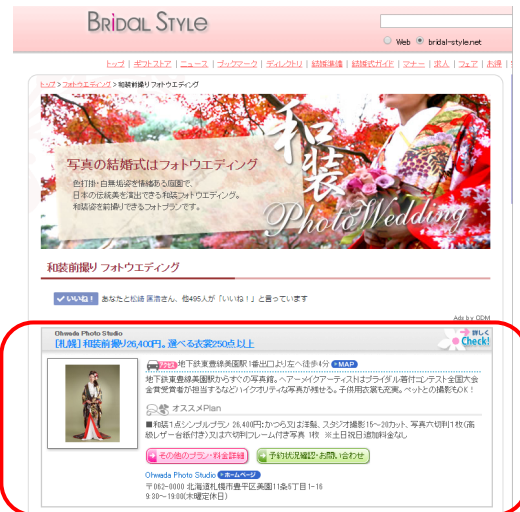 BRiDAL STYLe
Web bridal-style.net
トップ | ギフトストア | ニュース | ブックマーク | ディレクトリ | 結婚準備 | 結婚式ガイド | マナー | 求人 | フェア | お得 |
トップ > フォトウエディング > 和装前撮りフォトウエディング
写真の結婚式はフォトウエディング
色打掛・白無垢姿を情緒ある庭園で、
日本の伝統美を演出できる和装フォトウエディング。
和装姿を前撮りできるフォトプランです。
和装
Photo Wedding
和装前撮り フォトウエディング
いいね! あなたと松崎 匡浩さん、他495人が「いいね!」と言っています
Ads by GDM
Ohwada Photo Studio
【札幌】和装前撮り26,400円。選べる衣裳250点以上
詳しく
Check!
アクセス 地下鉄東豊線美園駅1番出口より左へ徒歩4分 MAP
地下鉄東豊線美園駅からすぐの写真館。ヘアーメイクアーティストはブライダル着付コンテスト全国大会
金賞受賞者が担当するなどハイクオリティな写真が残せる。子供用衣裳も充実。ペットとの撮影もOK!
オススメPlan
■和装1点シンプルプラン 26,400円:かつら又は洋髪、スタジオ撮影15〜20カット、写真六切判1枚(高
級レザー台紙付き)又は六切判フレーム付き写真 1枚 ※土日祝日追加料金なし
その他のプラン・料金詳細 予約状況確認・お問い合わせ
Ohwada Photo Studio ホームページ
〒062-0000 北海道札幌市豊平区美園11条5丁目1-16
9:30〜19:00(木曜定休日)